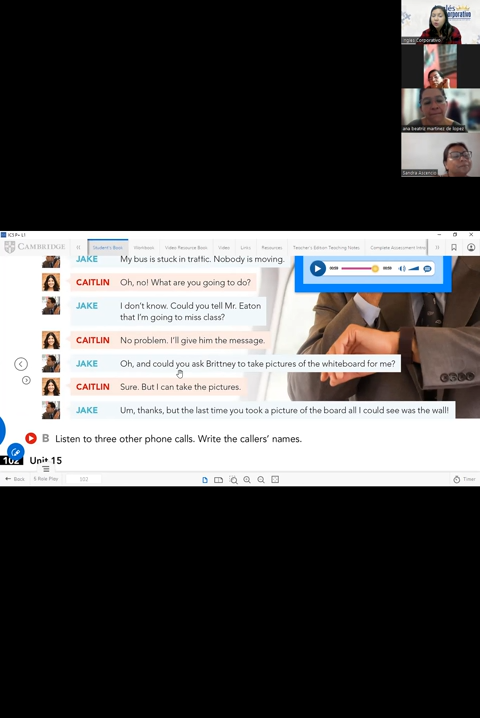 Inglés Corporativo
ana beatriz martinez de lopez
Sandra Ascencio
CAMBRIDGE
Student's Book
Workbook
Video Resource Book
Video
Links
Resources
Teacher's Edition Teaching Notes
Complete Assessment
JAKE My bus is stuck in traffic. Nobody is moving.
CAITLIN Oh, no! What are you going to do?
JAKE I don't know. Could you tell Mr. Eaton
that I'm going to miss class?
CAITLIN No problem. I'll give him the message.
JAKE Oh, and could you ask Brittney to take pictures of the whiteboard for me?
CAITLIN Sure. But I can take the pictures.
JAKE Um, thanks, but the last time you took a picture of the board all I could see was the wall!
B Listen to three other phone calls. Write the callers' names.
102 Unit 15
Back
E-Role Play
102
Timer